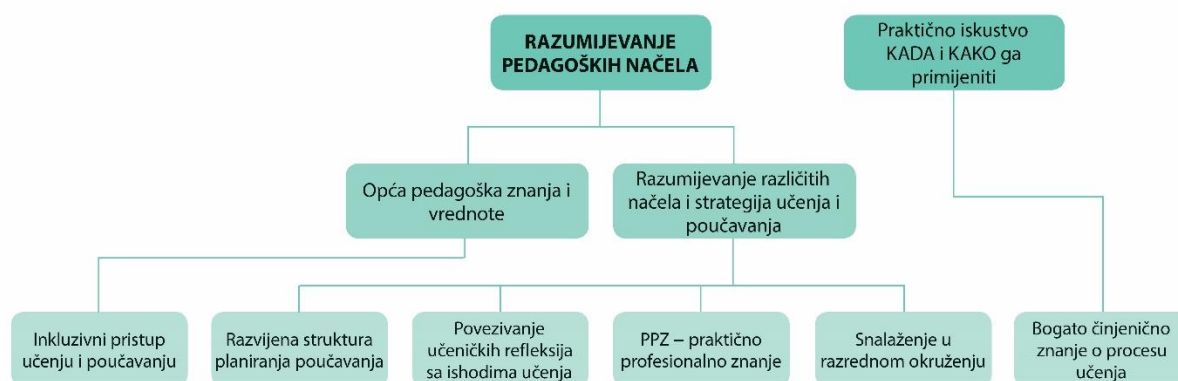 RAZUMIJEVANJE
PEDAGOŠKIH NAČELA
Praktično iskustvo
KADA i KAKO ga
primijeniti
Opća pedagoška znanja i
vrednote
Razumijevanje različitih
načela i strategija učenja i
poučavanja
Inkluzivni pristup
učenju i poučavanju
Razvijena struktura
planiranja poučavanja
Povezivanje
učeničkih refleksija
sa ishodima učenja
PPZ – praktično
profesionalno znanje
Snalaženje u
razrednom okruženju
Bogato činjenično
znanje o procesu
učenja